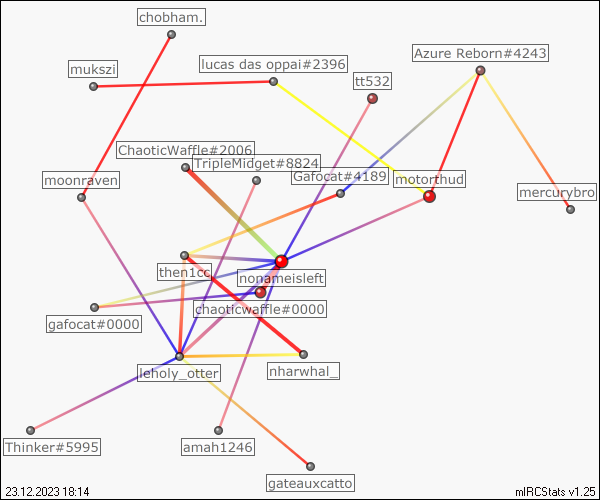 chobham.
Azure Reborn#4243
lucas das oppai#2396
mukszi
tt532
ChaoticWaffle#2006
TripleMidget#8824
Gafocat#4189
motorthud
moonraven
mercurybro
then1cc
nonameisleft
chaoticwaffle#0000
gafocat#0000
leholy_otter
nharwhal_
Thinker#5995
amah1246
gateauxcatto
23.12.2023 18:14
mIRCStats v1.25